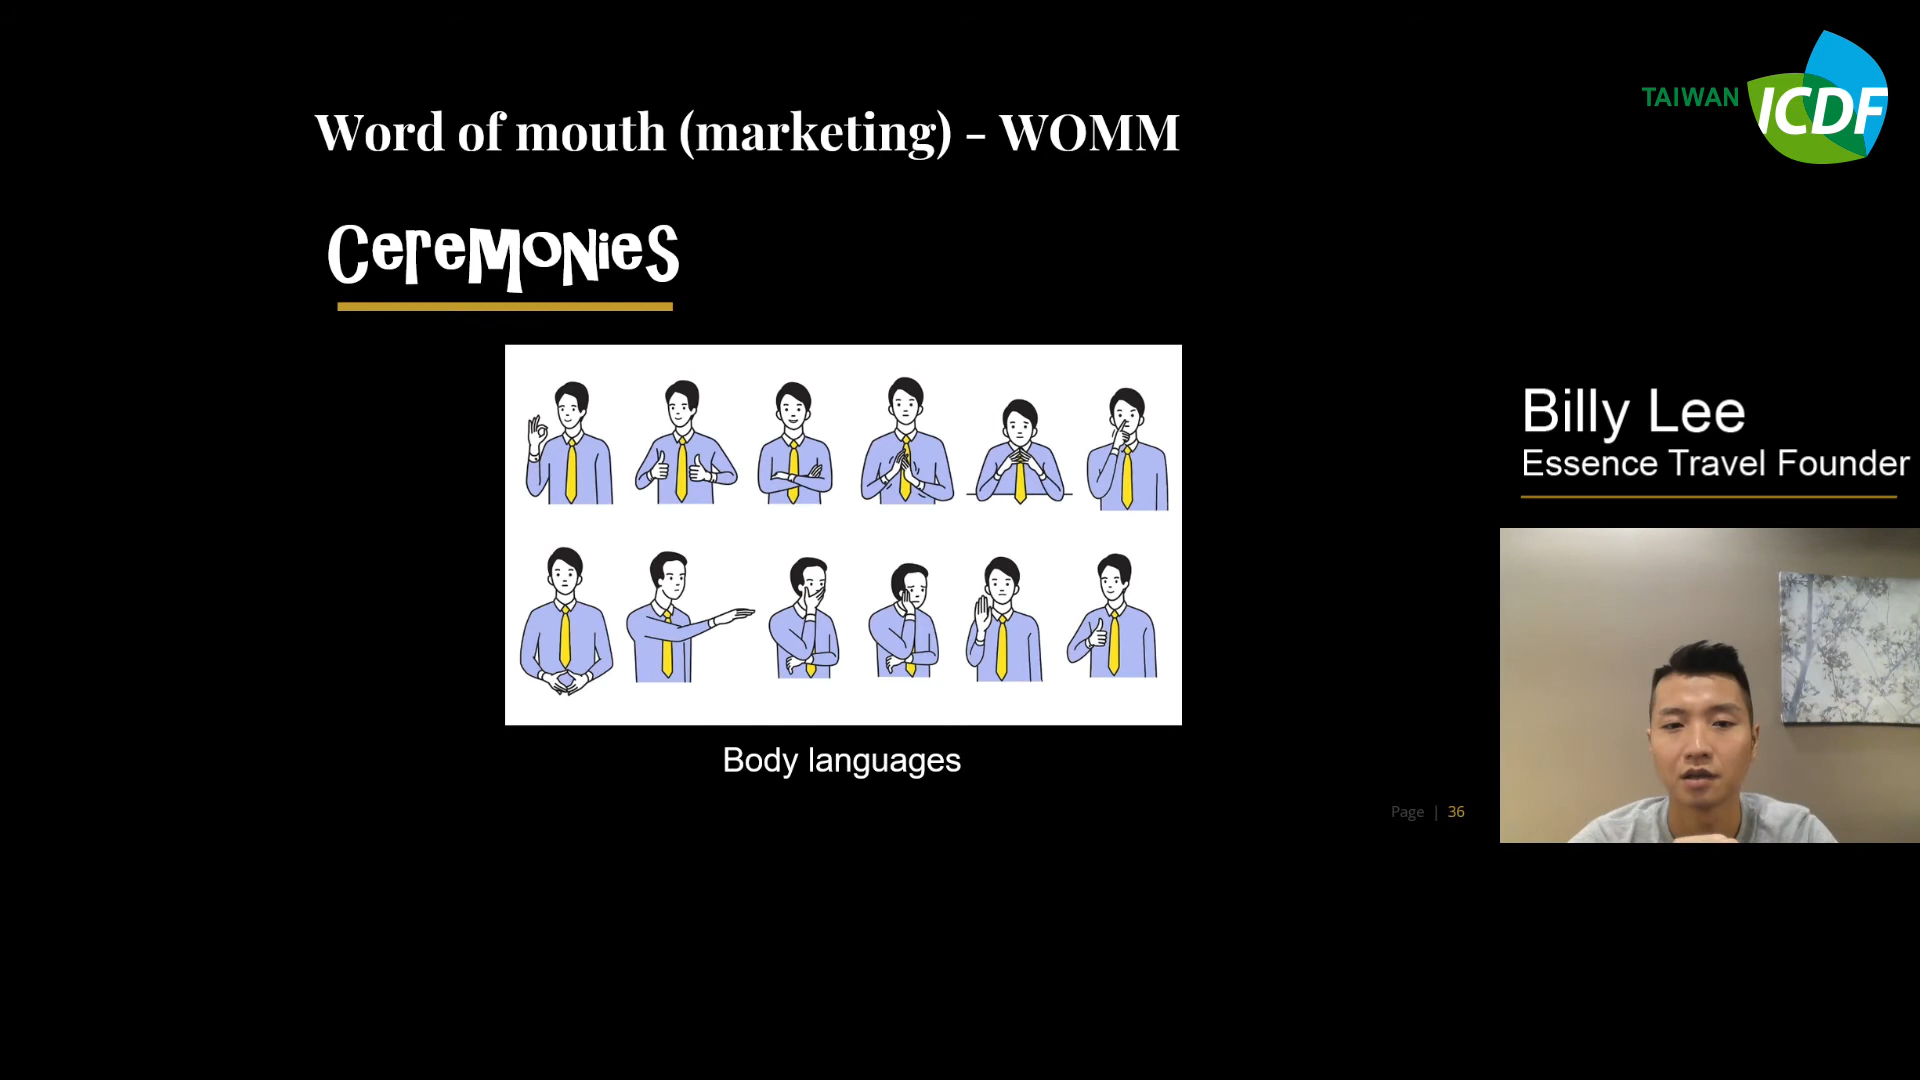 TAIWAN ICDF
Word of mouth (marketing) - WOMM
CereMONieS
Billy Lee
Essence Travel Founder
Body languages
Page | 36